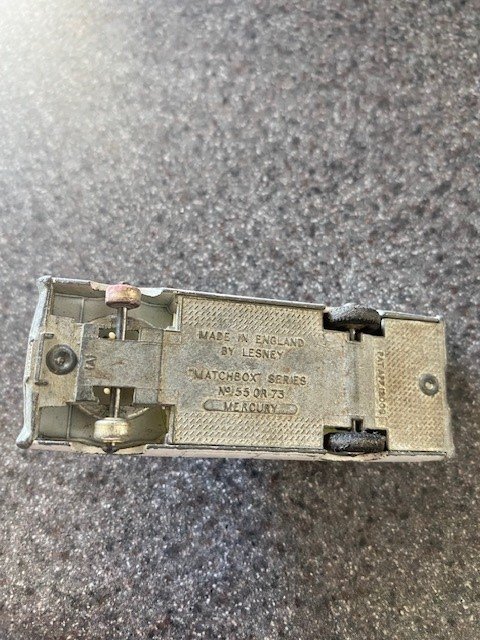 MADE IN ENGLAND
BY LESNEY
"MATCHBOX" SERIES
Nº 55 OR 73
MERCURY